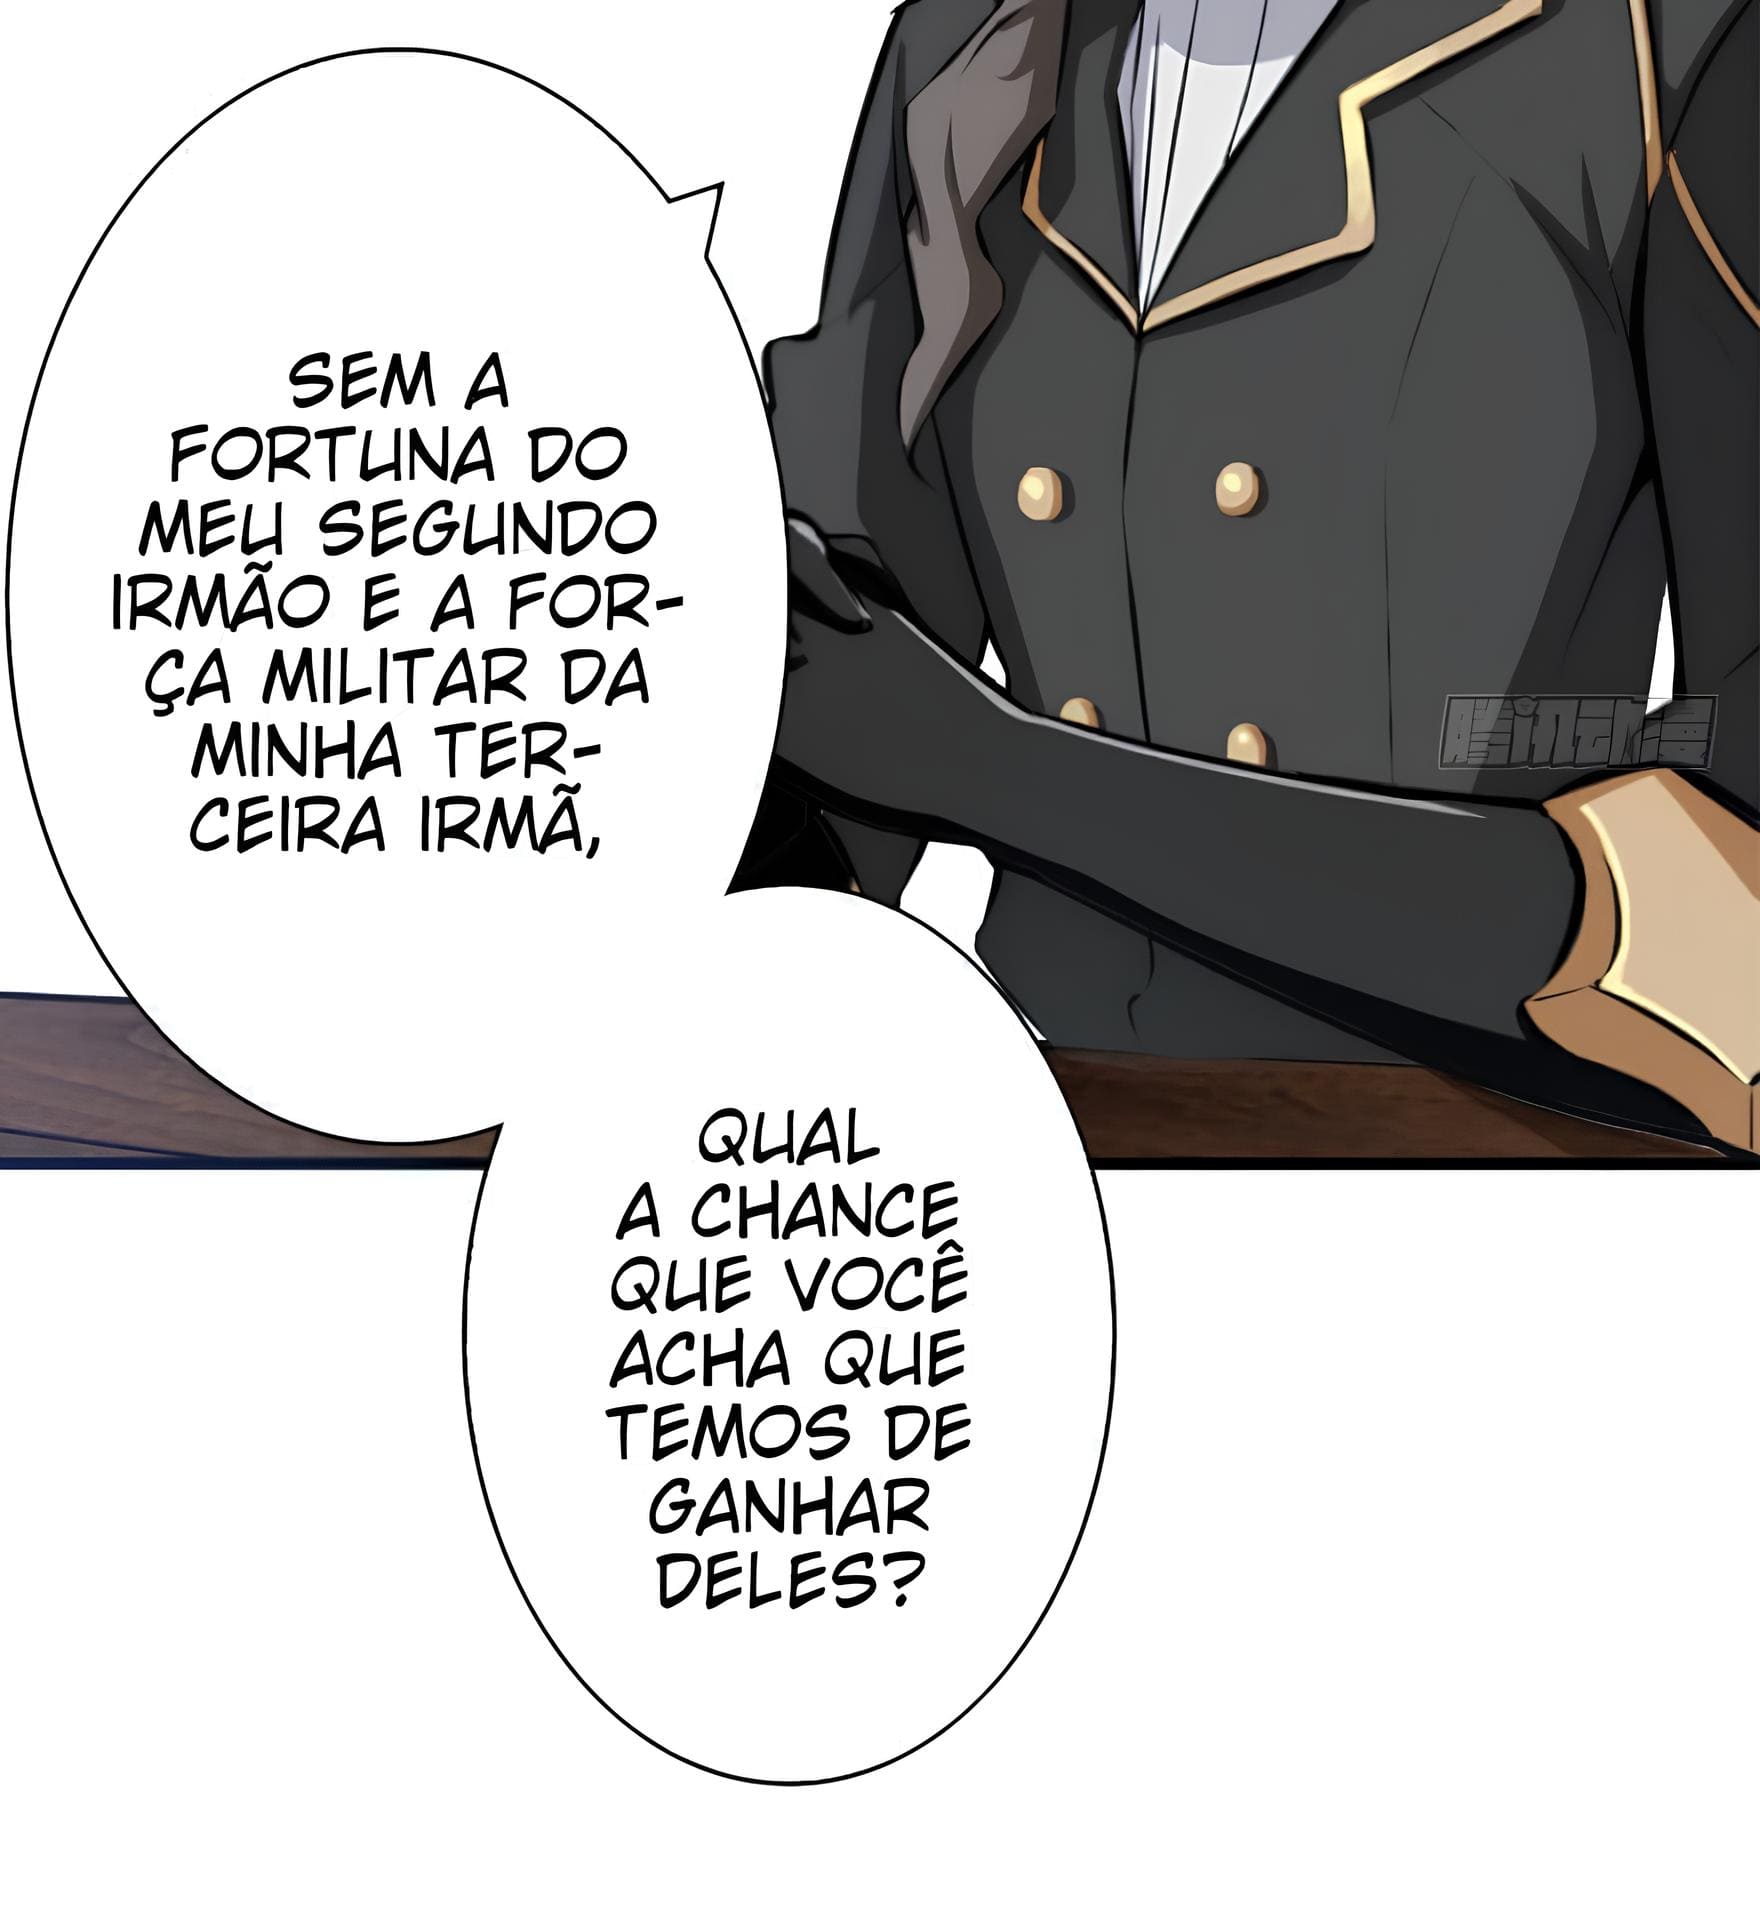 SEM A
FORTUNA DO
MEU SEGUNDO
IRMÃO E A FOR-
ÇA MILITAR DA
MINHA TER-
CEIRA IRMÃ,
QUAL
A CHANCE
QUE VOCÊ
ACHA QUE
TEMOS DE
GANHAR
DELES?